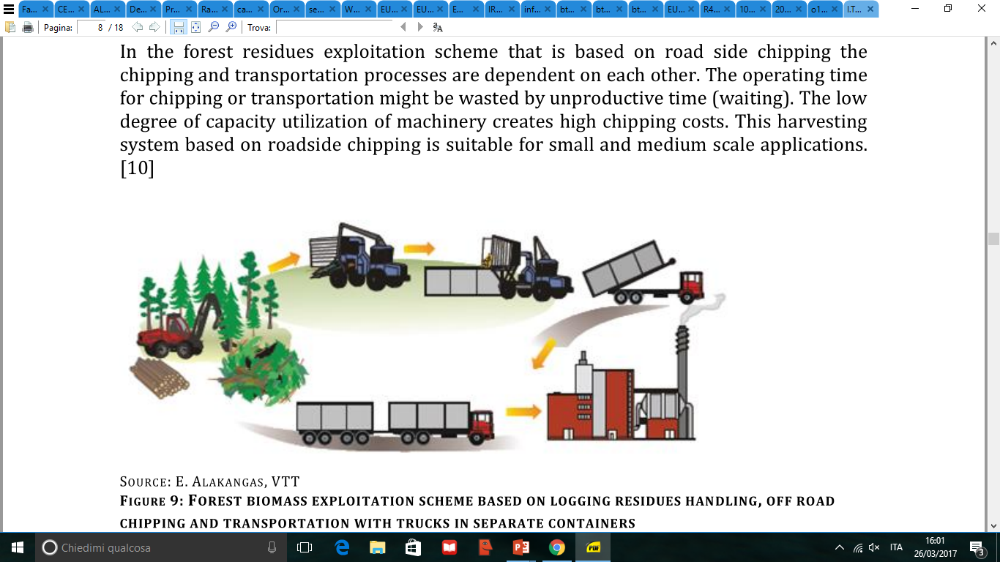 Fa... CE... AL... De... Pr... Ra... ca... Or... se... W... EU... EU... E... IR... inf... bt... bt... bt... EU... R4... 10... 20... o1... I.T...
Pagina: 8 / 18 Trova:
In the forest residues exploitation scheme that is based on road side chipping the
chipping and transportation processes are dependent on each other. The operating time
for chipping or transportation might be wasted by unproductive time (waiting). The low
degree of capacity utilization of machinery creates high chipping costs. This harvesting
system based on roadside chipping is suitable for small and medium scale applications.
[10]
SOURCE: E. ALAKANGAS, VTT
FIGURE 9: FOREST BIOMASS EXPLOITATION SCHEME BASED ON LOGGING RESIDUES HANDLING, OFF ROAD
CHIPPING AND TRANSPORTATION WITH TRUCKS IN SEPARATE CONTAINERS
Chiedimi qualcosa
ITA
16:01
26/03/2017
3
PDF